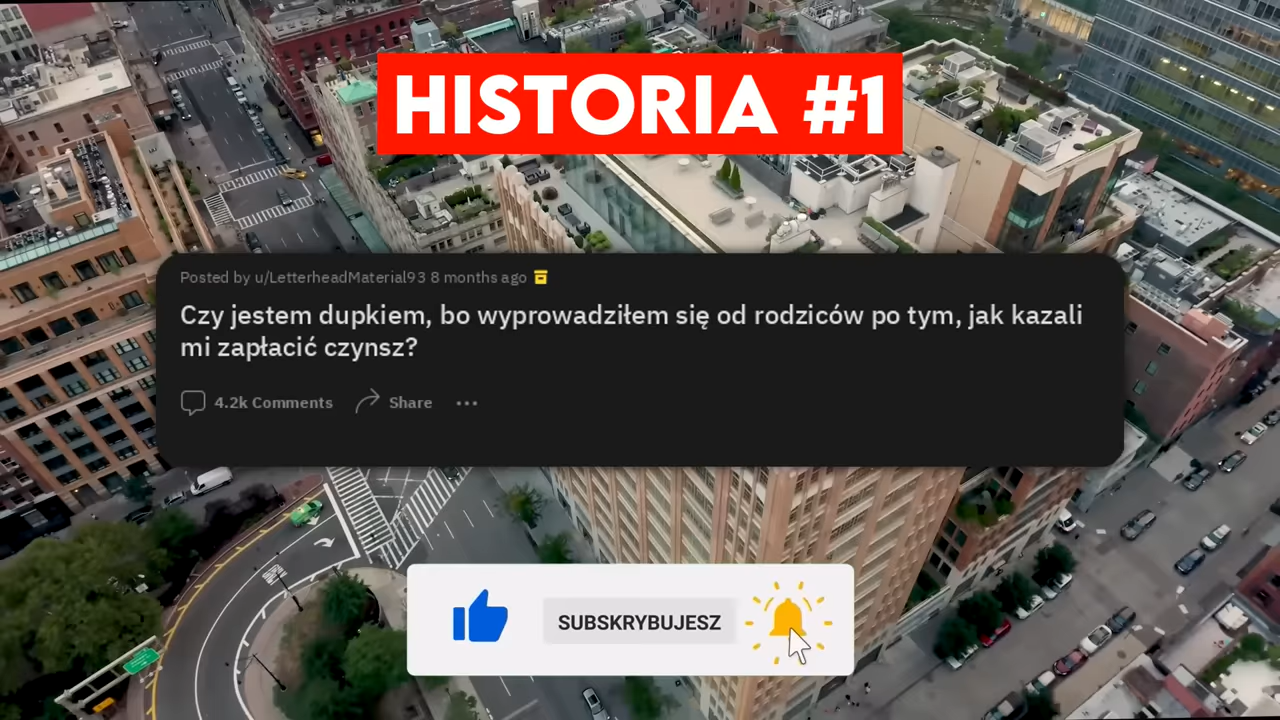 HISTORIA #1
Posted by u/LetterheadMaterial93 8 months ago
Czy jestem dupkiem, bo wyprowadziłem się od rodziców po tym, jak kazali
mi zapłacić czynsz?
4.2k Comments Share
SUBSKRYBUJESZ